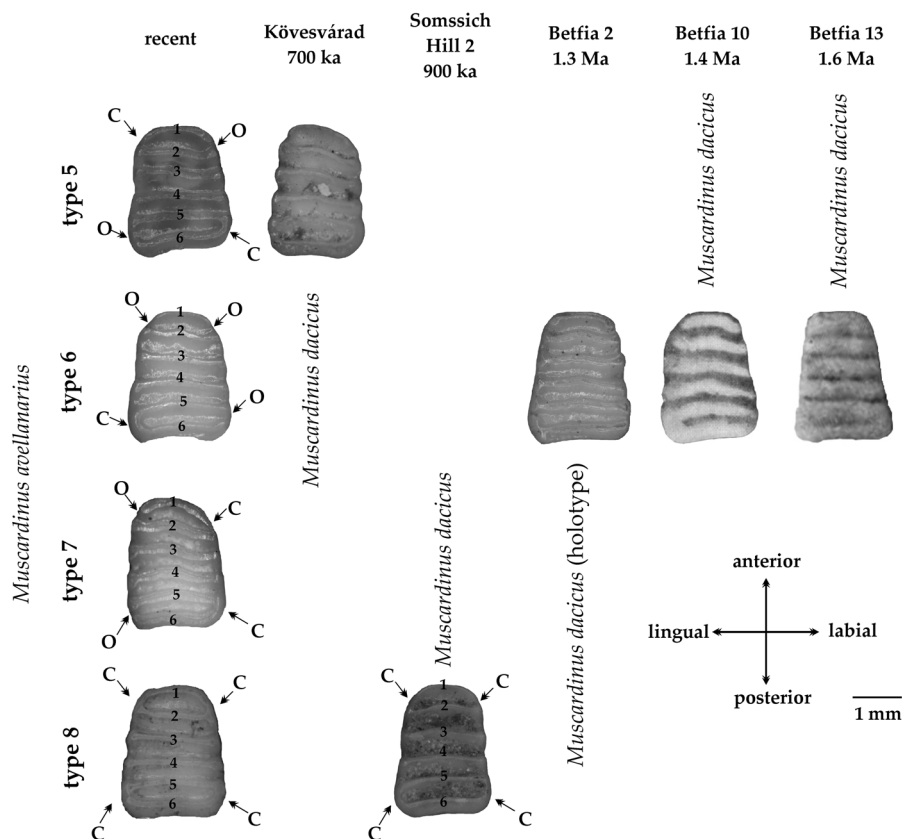 recent
Kövesvárad
700 ka
Somssich
Hill 2
900 ka
Betfia 2
1.3 Ma
Betfia 10
1.4 Ma
Betfia 13
1.6 Ma
Muscardinus avellanarius
type 5
C
O
1
2
3
4
5
6
O
C
Muscardinus dacicus
Muscardinus dacicus
type 6
O
O
1
2
3
4
5
6
C
O
Muscardinus dacicus
type 7
O
C
1
2
3
4
5
6
O
C
Muscardinus dacicus
Muscardinus dacicus (holotype)
anterior
lingual
labial
posterior
1 mm
type 8
C
C
1
2
3
4
5
6
C
C
C
C
1
2
3
4
5
6
C
C